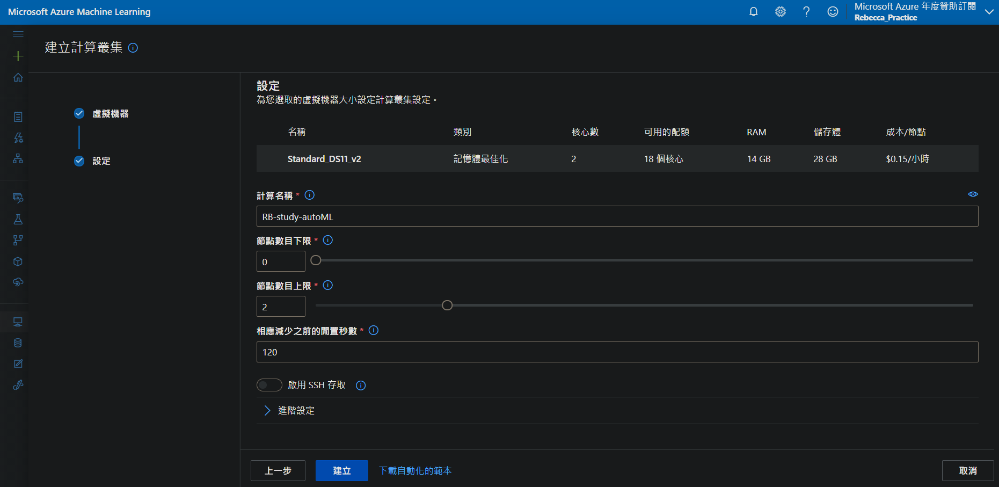 Microsoft Azure Machine Learning
Microsoft Azure 年度贊助訂閱
Rebecca_Practice
建立計算叢集
虛擬機器
設定
設定
為您選取的虛擬機器大小設定計算叢集設定。
名稱 類別 核心數 可用的配額 RAM 儲存體 成本/節點
Standard_DS11_v2 記憶體最佳化 2 18 個核心 14 GB 28 GB $0.15/小時
計算名稱 *
RB-study-autoML
節點數目下限 *
0
節點數目上限 *
2
相應減少之前的閒置秒數 *
120
啟用 SSH 存取
進階設定
上一步 建立 下載自動化的範本 取消